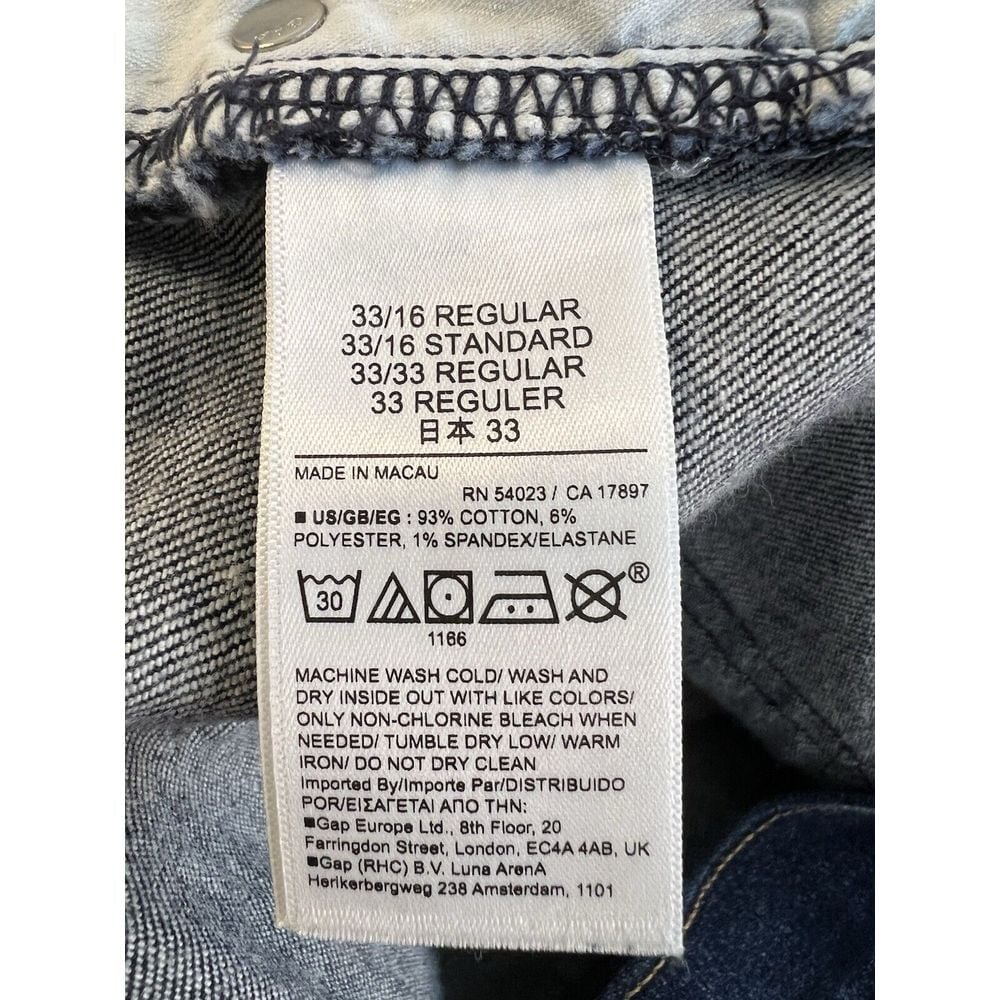 33/16 REGULAR
33/16 STANDARD
33/33 REGULAR
33 REGULER
日本 33
MADE IN MACAU
RN 54023 / CA 17897
■ US/GB/EG : 93% COTTON, 6%
POLYESTER, 1% SPANDEX/ELASTANE
30
®
1166
MACHINE WASH COLD/ WASH AND
DRY INSIDE OUT WITH LIKE COLORS/
ONLY NON-CHLORINE BLEACH WHEN
NEEDED/ TUMBLE DRY LOW/ WARM
IRON/ DO NOT DRY CLEAN
Imported By/Importe Par/DISTRIBUIDO
POR/ΕΙΣΑΓΕΤΑΙ ΑΠΟ ΤΗΝ:
■Gap Europe Ltd., 8th Floor, 20
Farringdon Street, London, EC4A 4AB, UK
■Gap (RHC) B.V. Luna ArenA
Herikerbergweg 238 Amsterdam, 1101